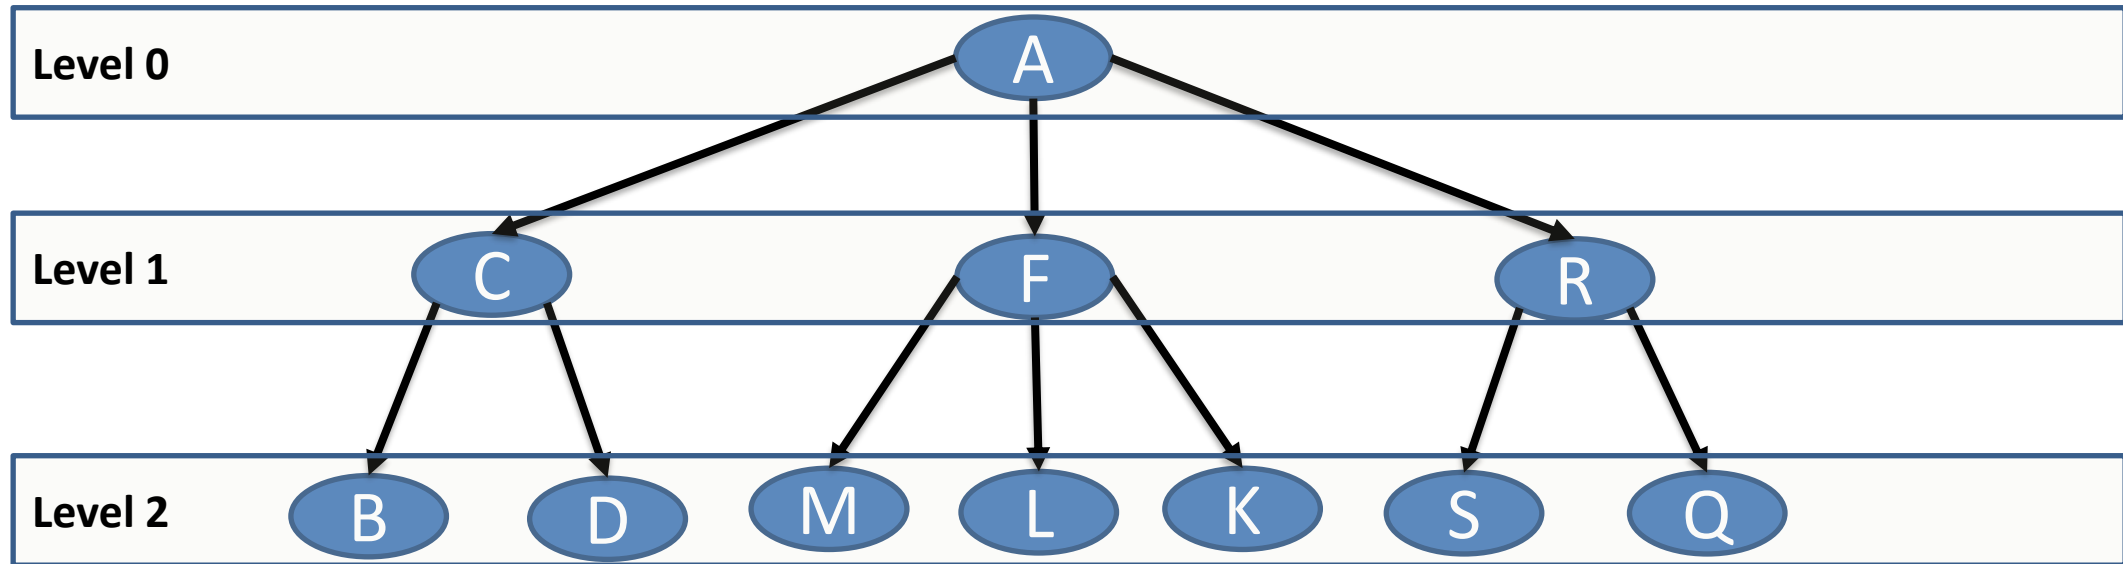 Level 0 A
Level 1 C F R
Level 2 B D M L K S Q